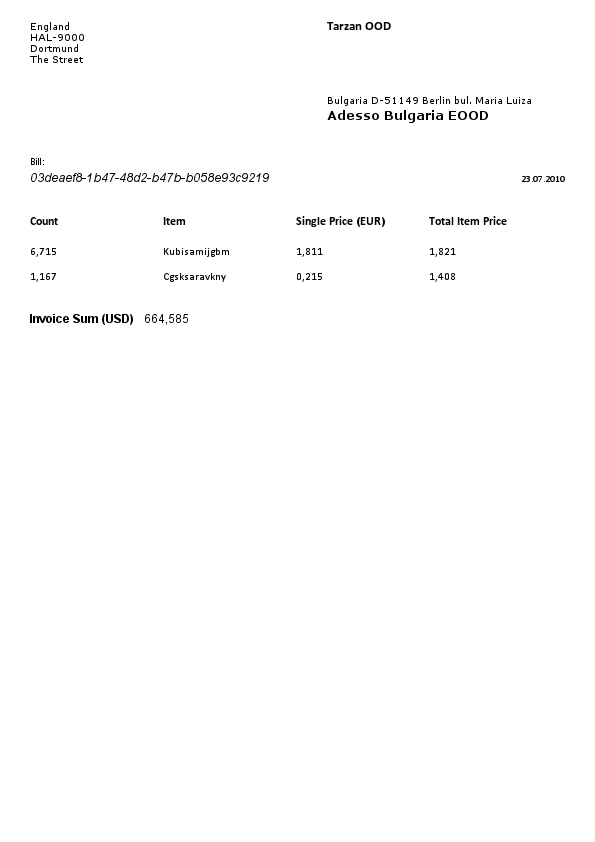 England
HAL-9000
Dortmund
The Street
Tarzan OOD
Bulgaria D-51149 Berlin bul. Maria Luiza
Adesso Bulgaria EOOD
Bill:
03deaef8-1b47-48d2-b47b-b058e93c9219
23.07.2010
Count Item Single Price (EUR) Total Item Price
6,715 Kubisamijgbm 1,811 1,821
1,167 Cgsksaravkny 0,215 1,408
Invoice Sum (USD) 664,585